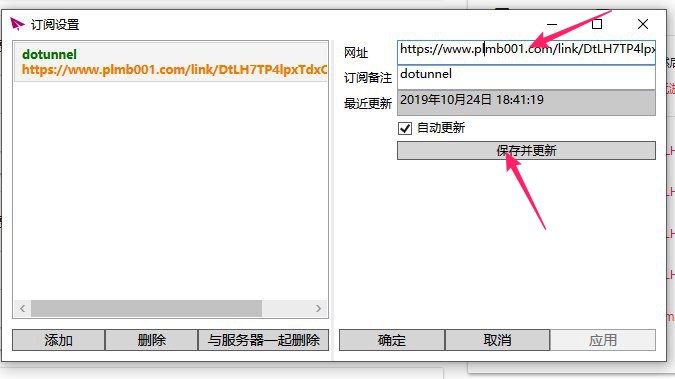 订阅设置
dotunnel
https://www.plmb001.com/link/DtLH7TP4lpxTdxC
网址
https://www.plmb001.com/link/DtLH7TP4lpx
订阅备注
dotunnel
最近更新
2019年10月24日 18:41:19
自动更新
保存并更新
添加
删除
与服务器一起删除
确定
取消
应用